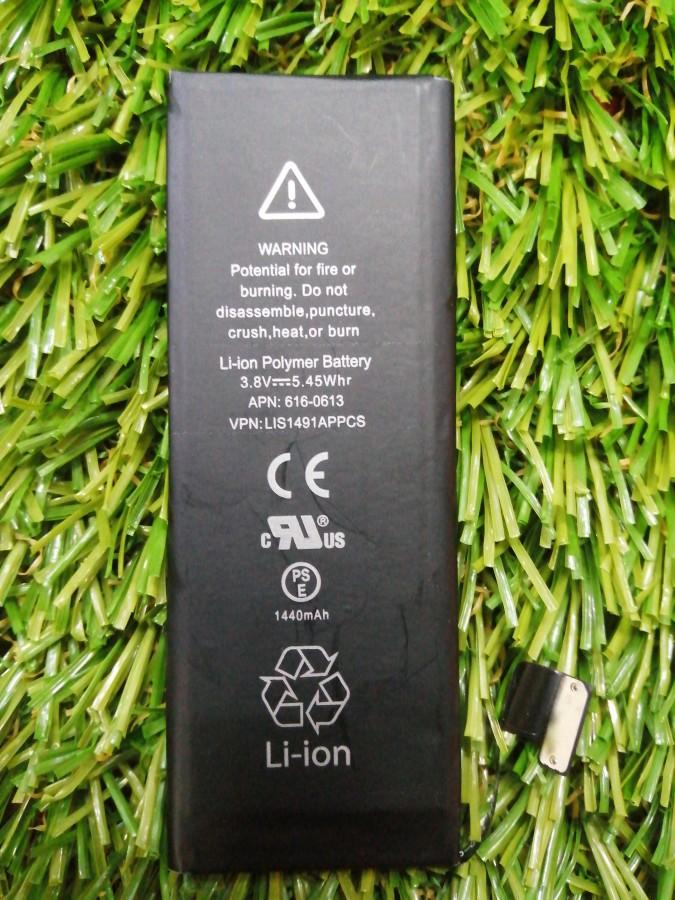 WARNING
Potential for fire or
burning. Do not
disassemble,puncture,
crush,heat,or burn
Li-ion Polymer Battery
3.8V⎓5.45Whr
APN: 616-0613
VPN:LIS1491APPCS
CE
c RU® US
PS
E
1440mAh
Li-ion